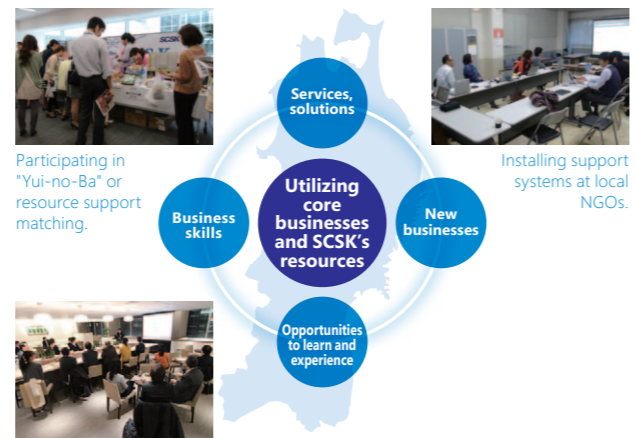 SCSK
Services,
solutions
Participating in
"Yui-no-Ba" or
resource support
matching.
Installing support
systems at local
NGOs.
Business
skills
Utilizing
core
businesses
and SCSK's
resources
New
businesses
Opportunities
to learn and
experience